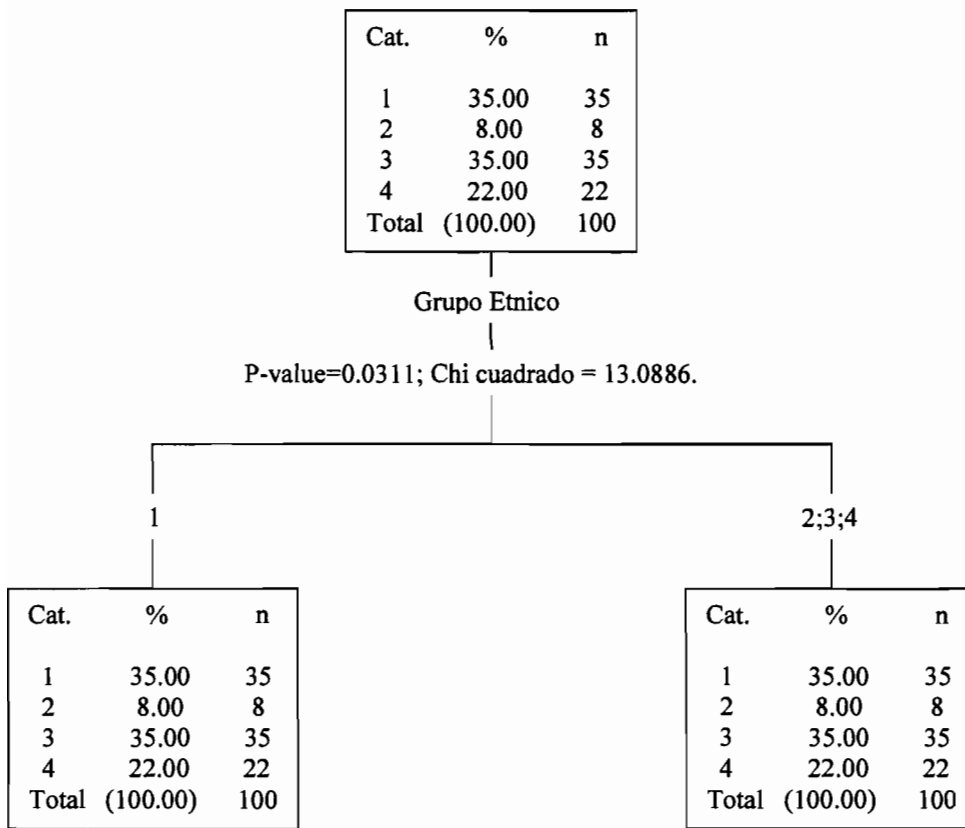 Cat. % n
1 35.00 35
2 8.00 8
3 35.00 35
4 22.00 22
Total (100.00) 100
Grupo Etnico
P-value=0.0311; Chi cuadrado = 13.0886.
1
2;3;4
Cat. % n
1 35.00 35
2 8.00 8
3 35.00 35
4 22.00 22
Total (100.00) 100
Cat. % n
1 35.00 35
2 8.00 8
3 35.00 35
4 22.00 22
Total (100.00) 100